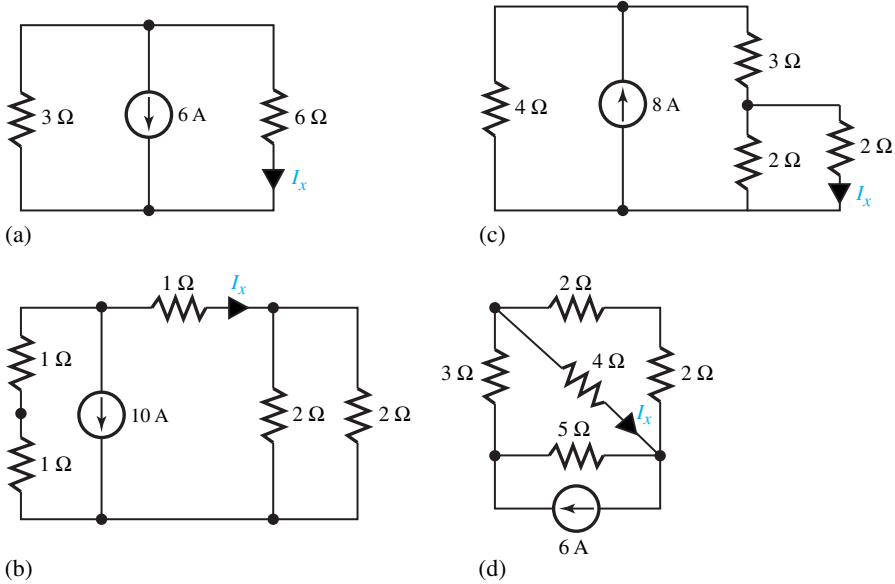 3 Ω
6 A
6 Ω
I_x
(a)
4 Ω
8 A
3 Ω
2 Ω
2 Ω
I_x
(c)
1 Ω
I_x
1 Ω
1 Ω
10 A
2 Ω
2 Ω
(b)
2 Ω
3 Ω
4 Ω
2 Ω
I_x
5 Ω
6 A
(d)